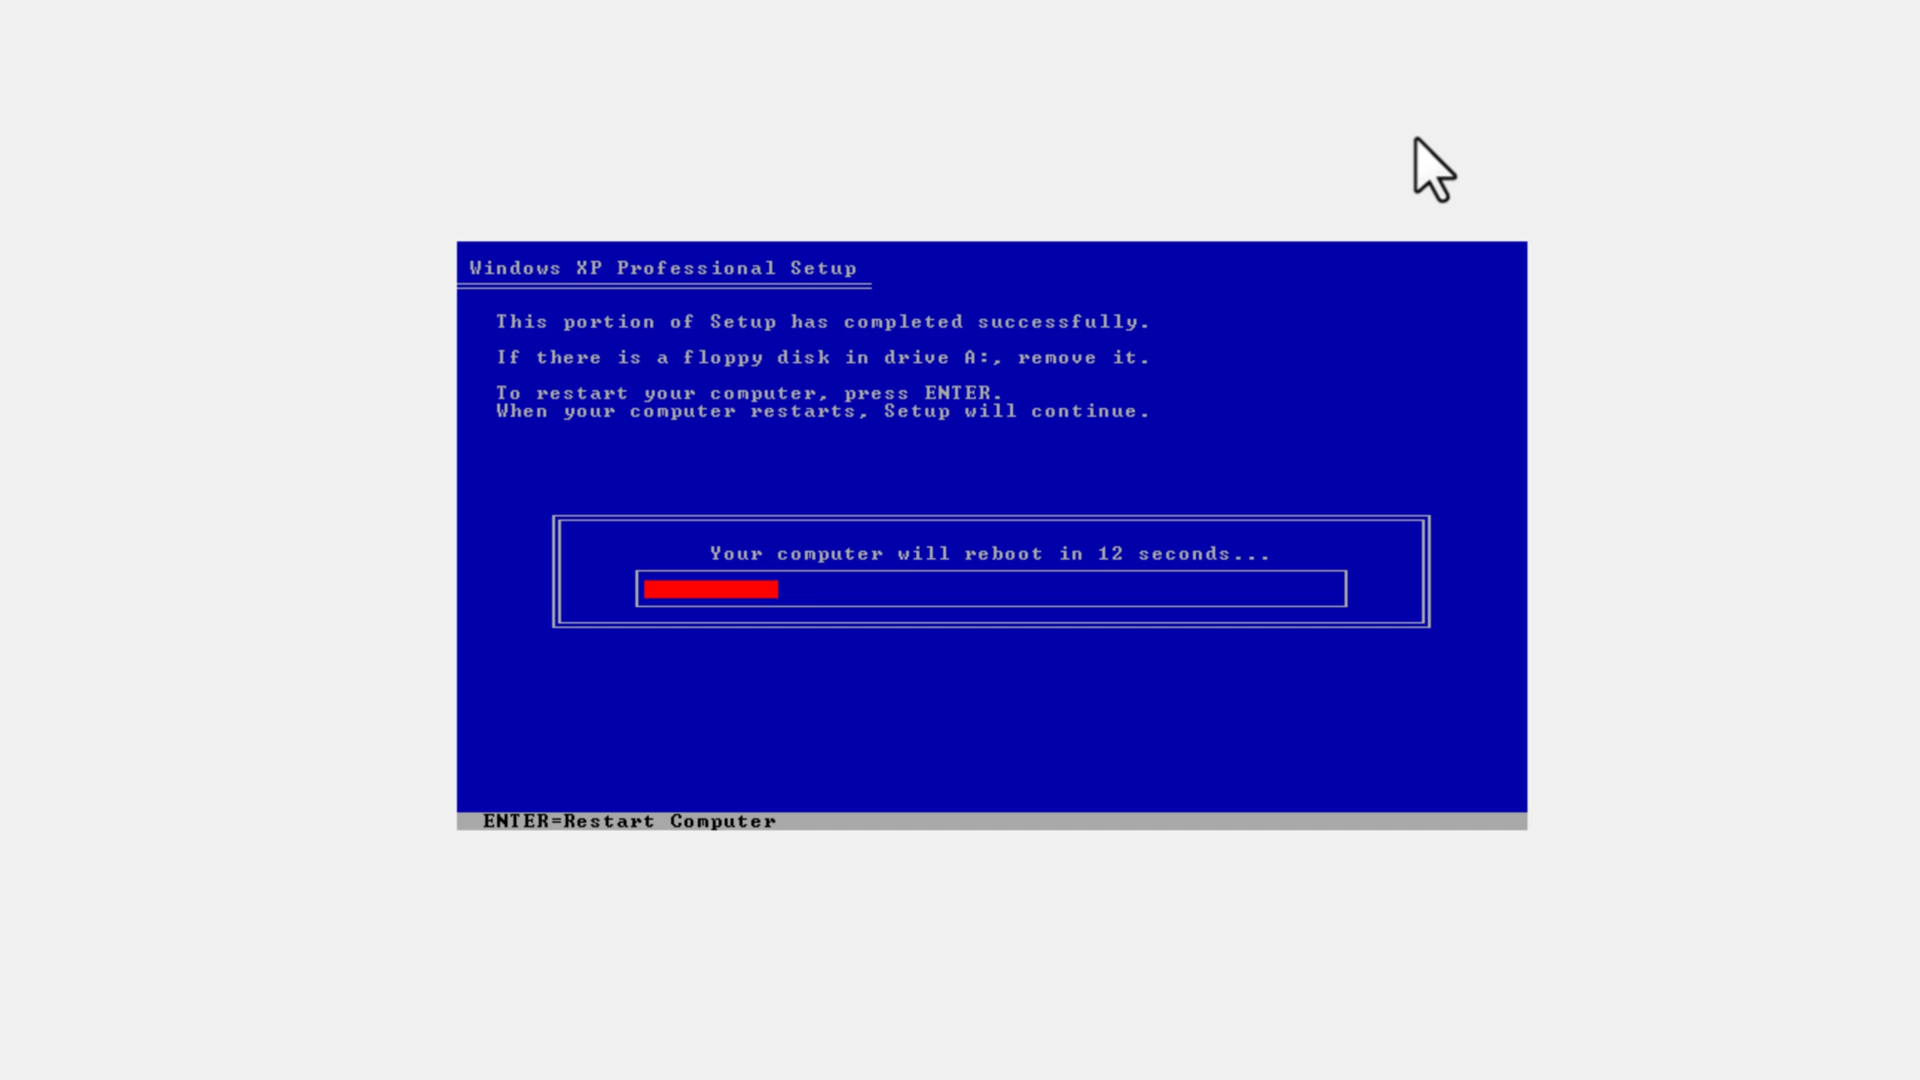 Windows XP Professional Setup
This portion of Setup has completed successfully.
If there is a floppy disk in drive A:, remove it.
To restart your computer, press ENTER.
When your computer restarts, Setup will continue.
Your computer will reboot in 12 seconds...
ENTER=Restart Computer